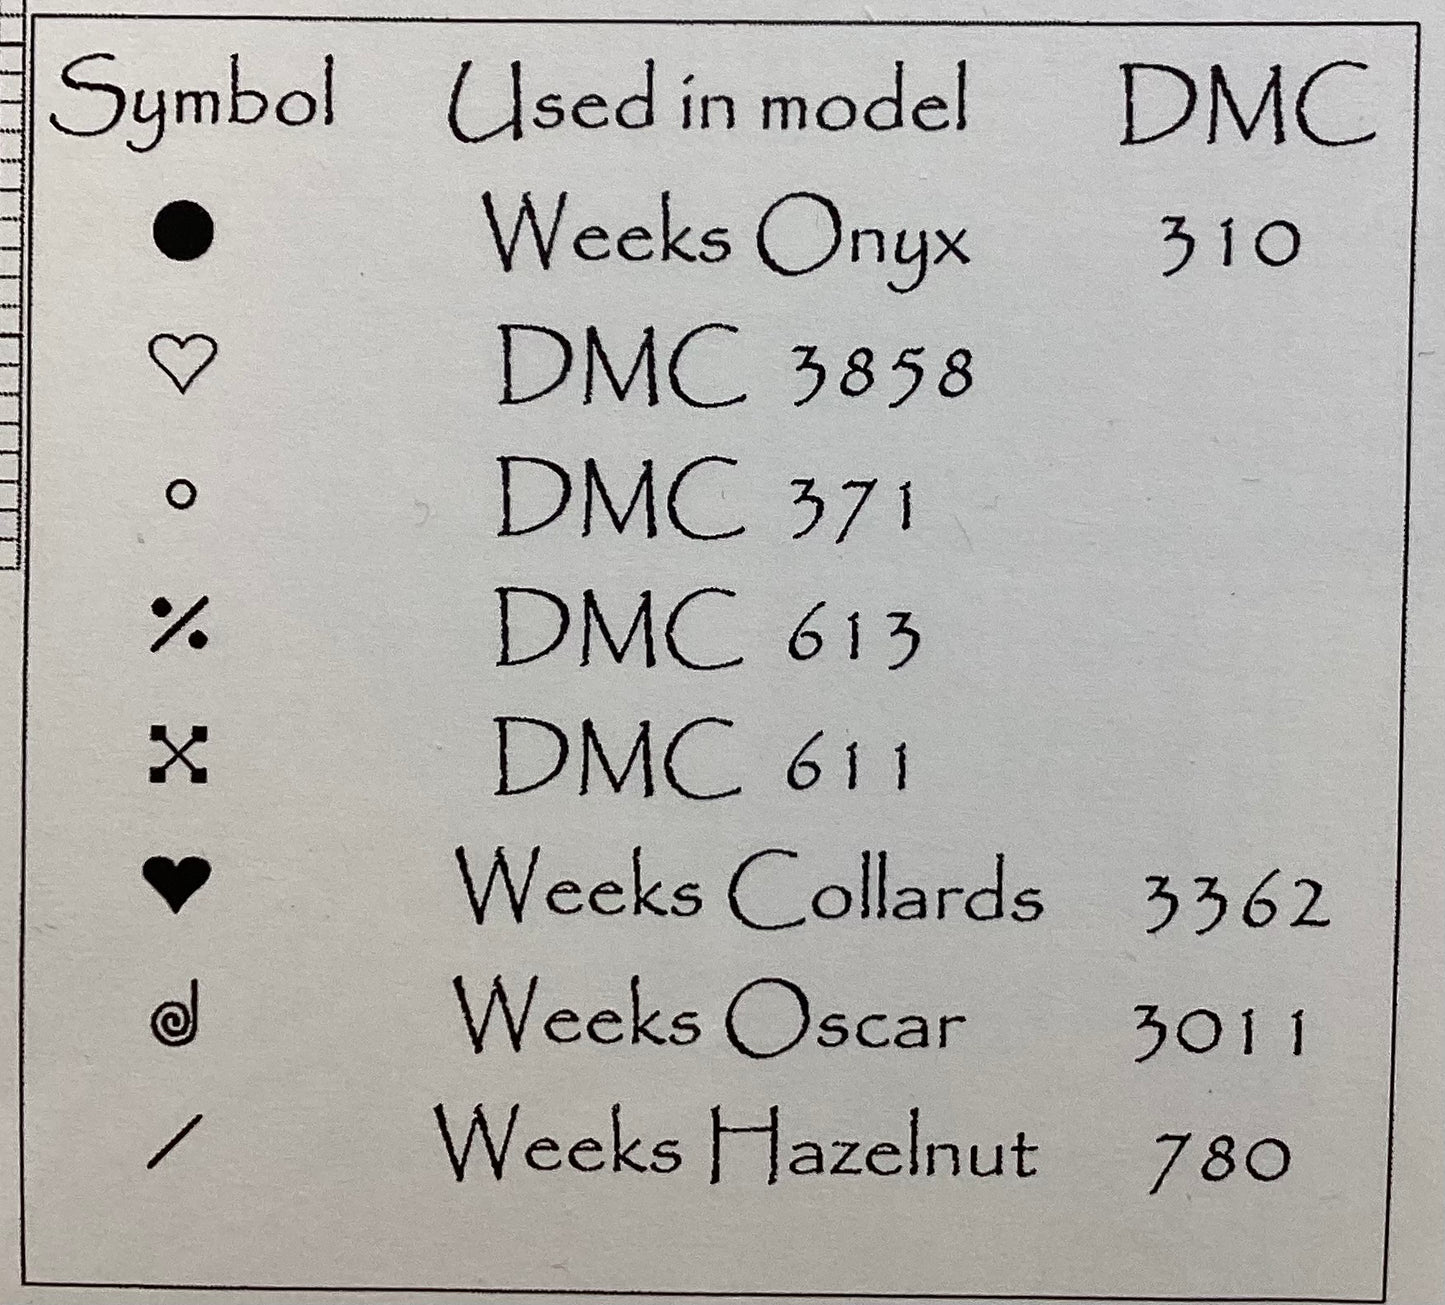 Symbol Used in model DMC
● Weeks Onyx 310
♡ DMC 3858
○ DMC 371
⁒ DMC 613
DMC 611
♥ Weeks Collards 3362
Weeks Oscar 3011
/ Weeks Hazelnut 780